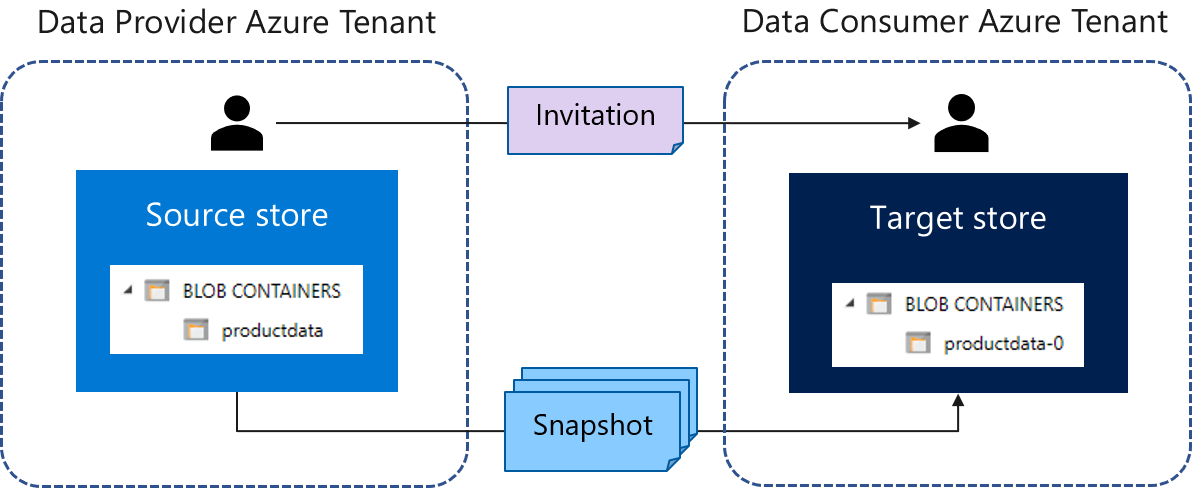 Data Provider Azure Tenant
Data Consumer Azure Tenant
Invitation
Source store
BLOB CONTAINERS
productdata
Target store
BLOB CONTAINERS
productdata-0
Snapshot